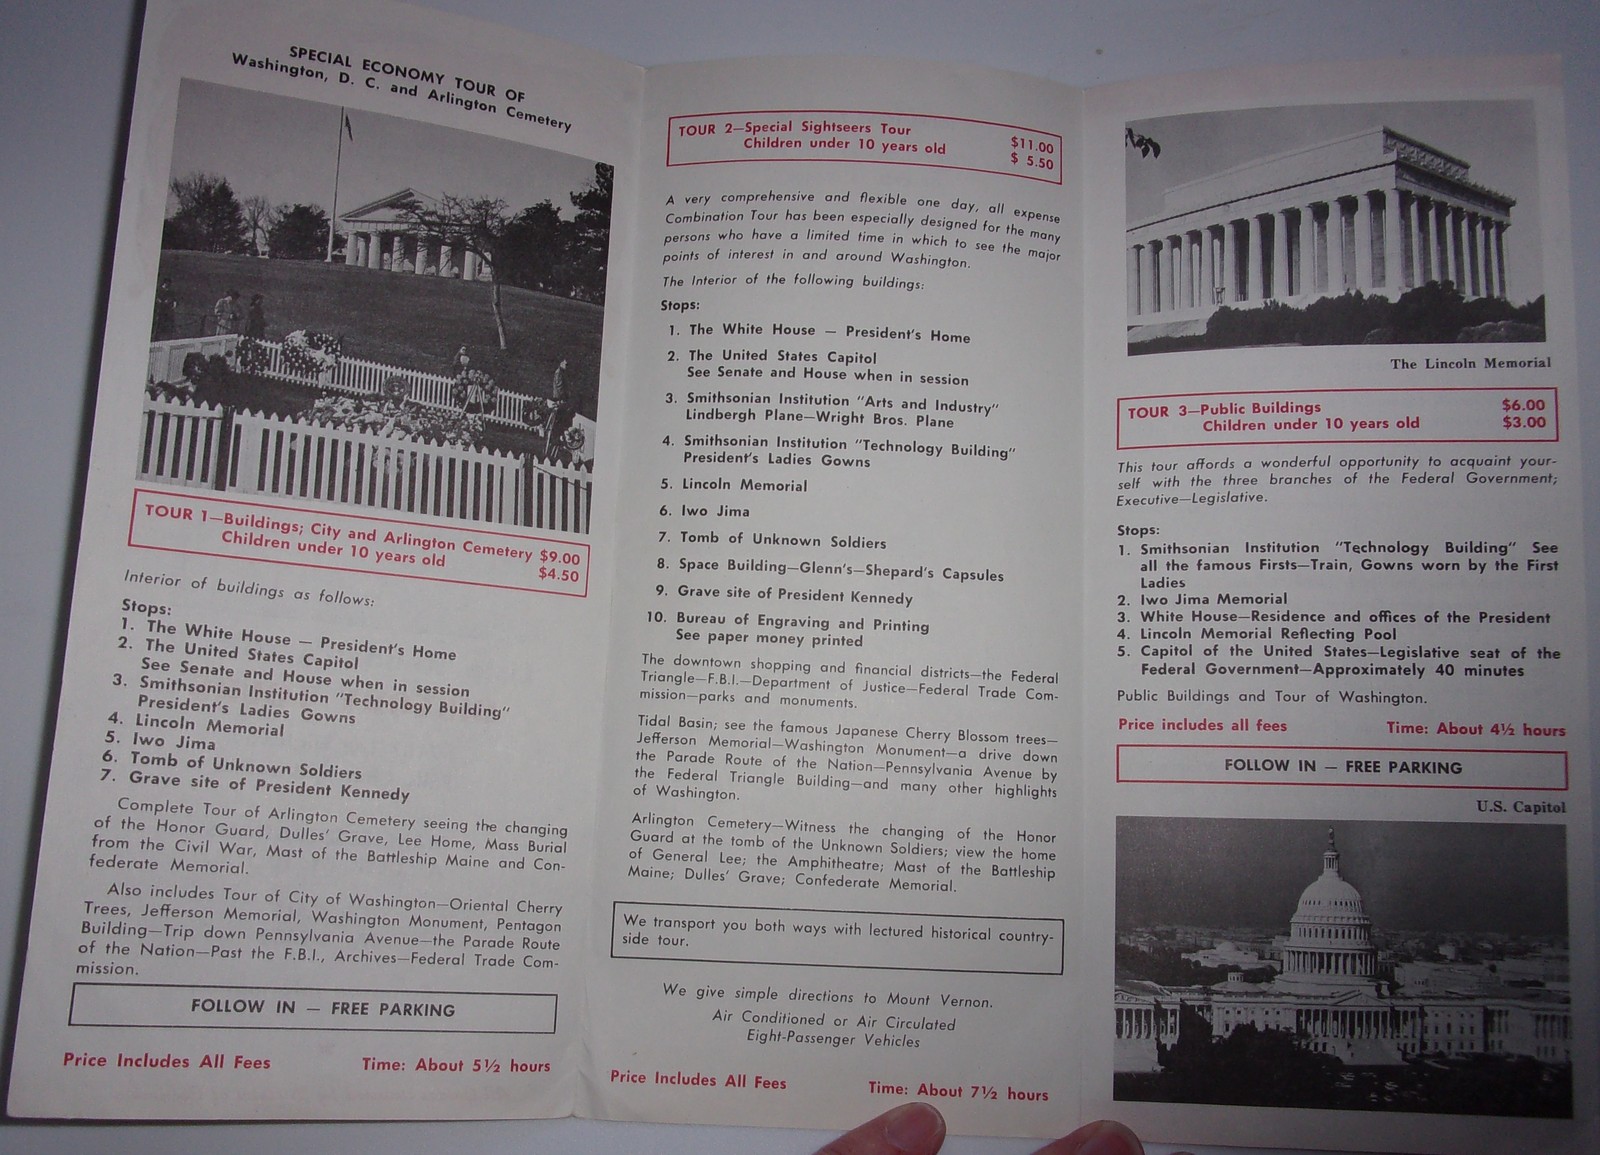 SPECIAL ECONOMY TOUR OF
Washington, D. C. and Arlington Cemetery
TOUR 1—Buildings; City and Arlington Cemetery $9.00
Children under 10 years old $4.50
Interior of buildings as follows:
Stops:
1. The White House — President's Home
2. The United States Capitol
See Senate and House when in session
3. Smithsonian Institution "Technology Building"
President's Ladies Gowns
4. Lincoln Memorial
5. Iwo Jima
6. Tomb of Unknown Soldiers
7. Grave site of President Kennedy
Complete Tour of Arlington Cemetery seeing the changing
of the Honor Guard, Dulles' Grave, Lee Home, Mass Burial
from the Civil War, Mast of the Battleship Maine and Con-
federate Memorial.
Also includes Tour of City of Washington—Oriental Cherry
Trees, Jefferson Memorial, Washington Monument, Pentagon
Building—Trip down Pennsylvania Avenue—the Parade Route
of the Nation—Past the F.B.I., Archives—Federal Trade Com-
mission.
FOLLOW IN — FREE PARKING
Price Includes All Fees Time: About 5½ hours
TOUR 2—Special Sightseers Tour $11.00
Children under 10 years old $ 5.50
A very comprehensive and flexible one day, all expense
Combination Tour has been especially designed for the many
persons who have a limited time in which to see the major
points of interest in and around Washington.
The Interior of the following buildings:
Stops:
1. The White House — President's Home
2. The United States Capitol
See Senate and House when in session
3. Smithsonian Institution "Arts and Industry"
Lindbergh Plane—Wright Bros. Plane
4. Smithsonian Institution "Technology Building"
President's Ladies Gowns
5. Lincoln Memorial
6. Iwo Jima
7. Tomb of Unknown Soldiers
8. Space Building—Glenn's—Shepard's Capsules
9. Grave site of President Kennedy
10. Bureau of Engraving and Printing
See paper money printed
The downtown shopping and financial districts—the Federal
Triangle—F.B.I.—Department of Justice—Federal Trade Com-
mission—parks and monuments.
Tidal Basin; see the famous Japanese Cherry Blossom trees—
Jefferson Memorial—Washington Monument—a drive down
the Parade Route of the Nation—Pennsylvania Avenue by
the Federal Triangle Building—and many other highlights
of Washington.
Arlington Cemetery—Witness the changing of the Honor
Guard at the tomb of the Unknown Soldiers; view the home
of General Lee; the Amphitheatre; Mast of the Battleship
Maine; Dulles' Grave; Confederate Memorial.
We transport you both ways with lectured historical country-
side tour.
We give simple directions to Mount Vernon.
Air Conditioned or Air Circulated
Eight-Passenger Vehicles
Price Includes All Fees Time: About 7½ hours
The Lincoln Memorial
TOUR 3—Public Buildings $6.00
Children under 10 years old $3.00
This tour affords a wonderful opportunity to acquaint your-
self with the three branches of the Federal Government;
Executive—Legislative.
Stops:
1. Smithsonian Institution "Technology Building" See
all the famous Firsts—Train, Gowns worn by the First
Ladies
2. Iwo Jima Memorial
3. White House—Residence and offices of the President
4. Lincoln Memorial Reflecting Pool
5. Capitol of the United States—Legislative seat of the
Federal Government—Approximately 40 minutes
Public Buildings and Tour of Washington.
Price includes all fees Time: About 4½ hours
FOLLOW IN — FREE PARKING
U.S. Capitol